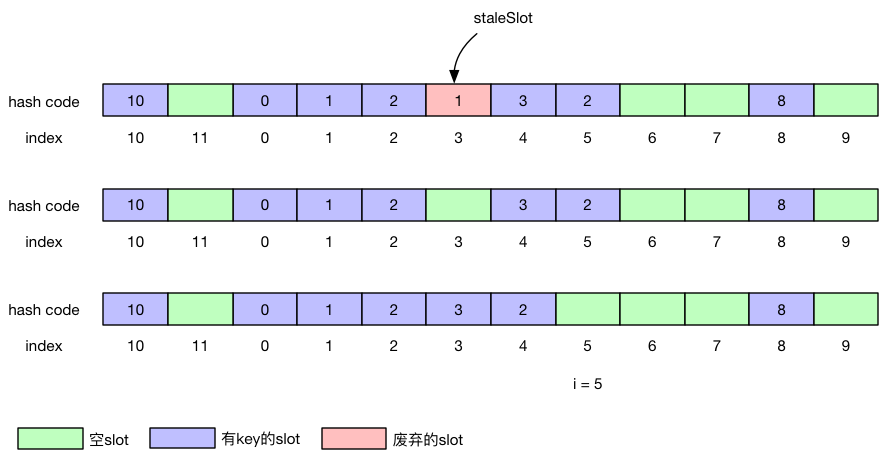 staleSlot
hash code 10 0 1 2 1 3 2 8
index 10 11 0 1 2 3 4 5 6 7 8 9
hash code 10 0 1 2 3 2 8
index 10 11 0 1 2 3 4 5 6 7 8 9
hash code 10 0 1 2 3 2 8
index 10 11 0 1 2 3 4 5 6 7 8 9
i = 5
空slot 有key的slot 废弃的slot